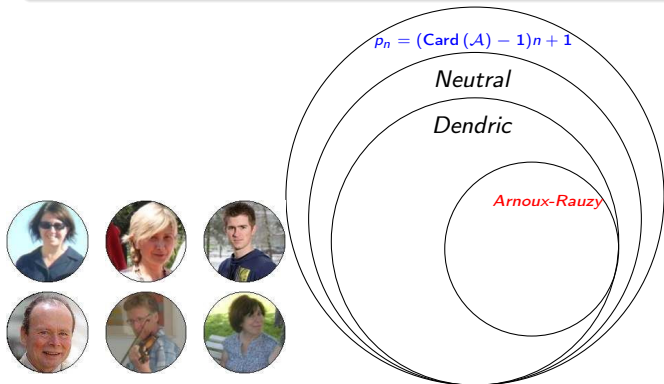 pₙ = (Card (𝒜) − 1)n + 1
Neutral
Dendric
Arnoux-Rauzy